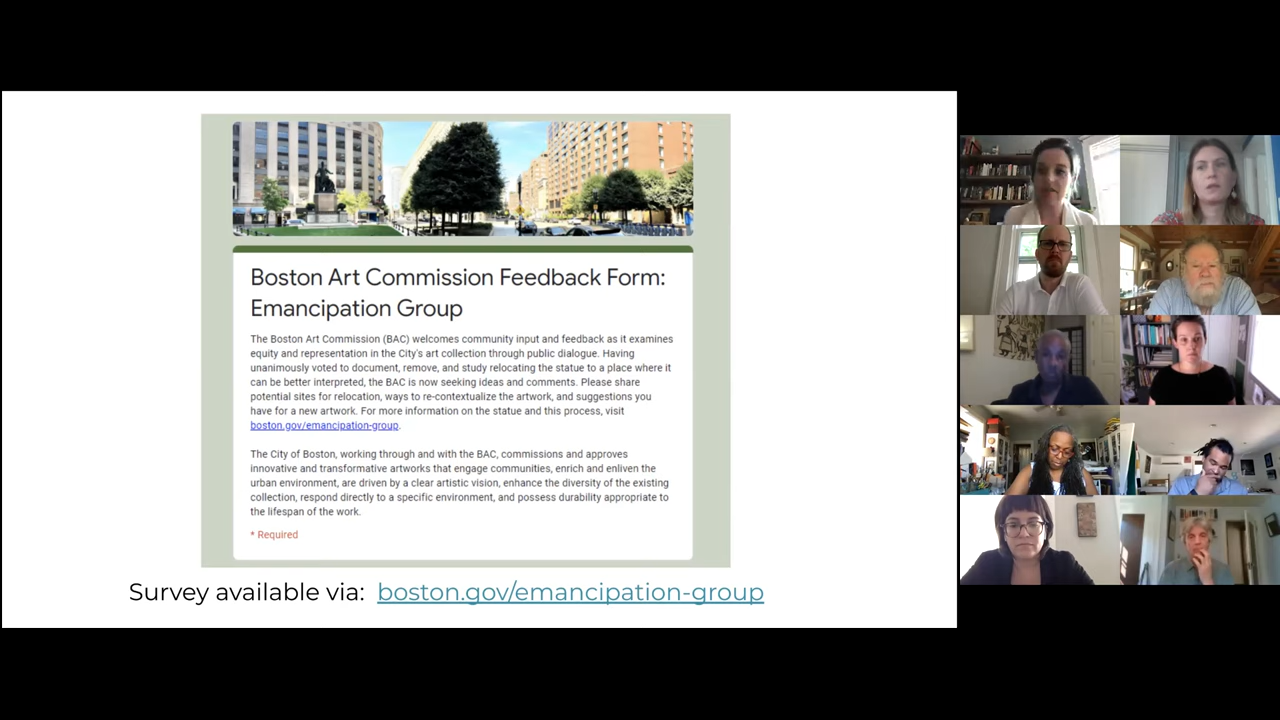 Boston Art Commission Feedback Form:
Emancipation Group
The Boston Art Commission (BAC) welcomes community input and feedback as it examines
equity and representation in the City's art collection through public dialogue. Having
unanimously voted to document, remove, and study relocating the statue to a place where it
can be better interpreted, the BAC is now seeking ideas and comments. Please share
potential sites for relocation, ways to re-contextualize the artwork, and suggestions you
have for a new artwork. For more information on the statue and this process, visit
boston.gov/emancipation-group.
The City of Boston, working through and with the BAC, commissions and approves
innovative and transformative artworks that engage communities, enrich and enliven the
urban environment, are driven by a clear artistic vision, enhance the diversity of the existing
collection, respond directly to a specific environment, and possess durability appropriate to
the lifespan of the work.
* Required
Survey available via: boston.gov/emancipation-group